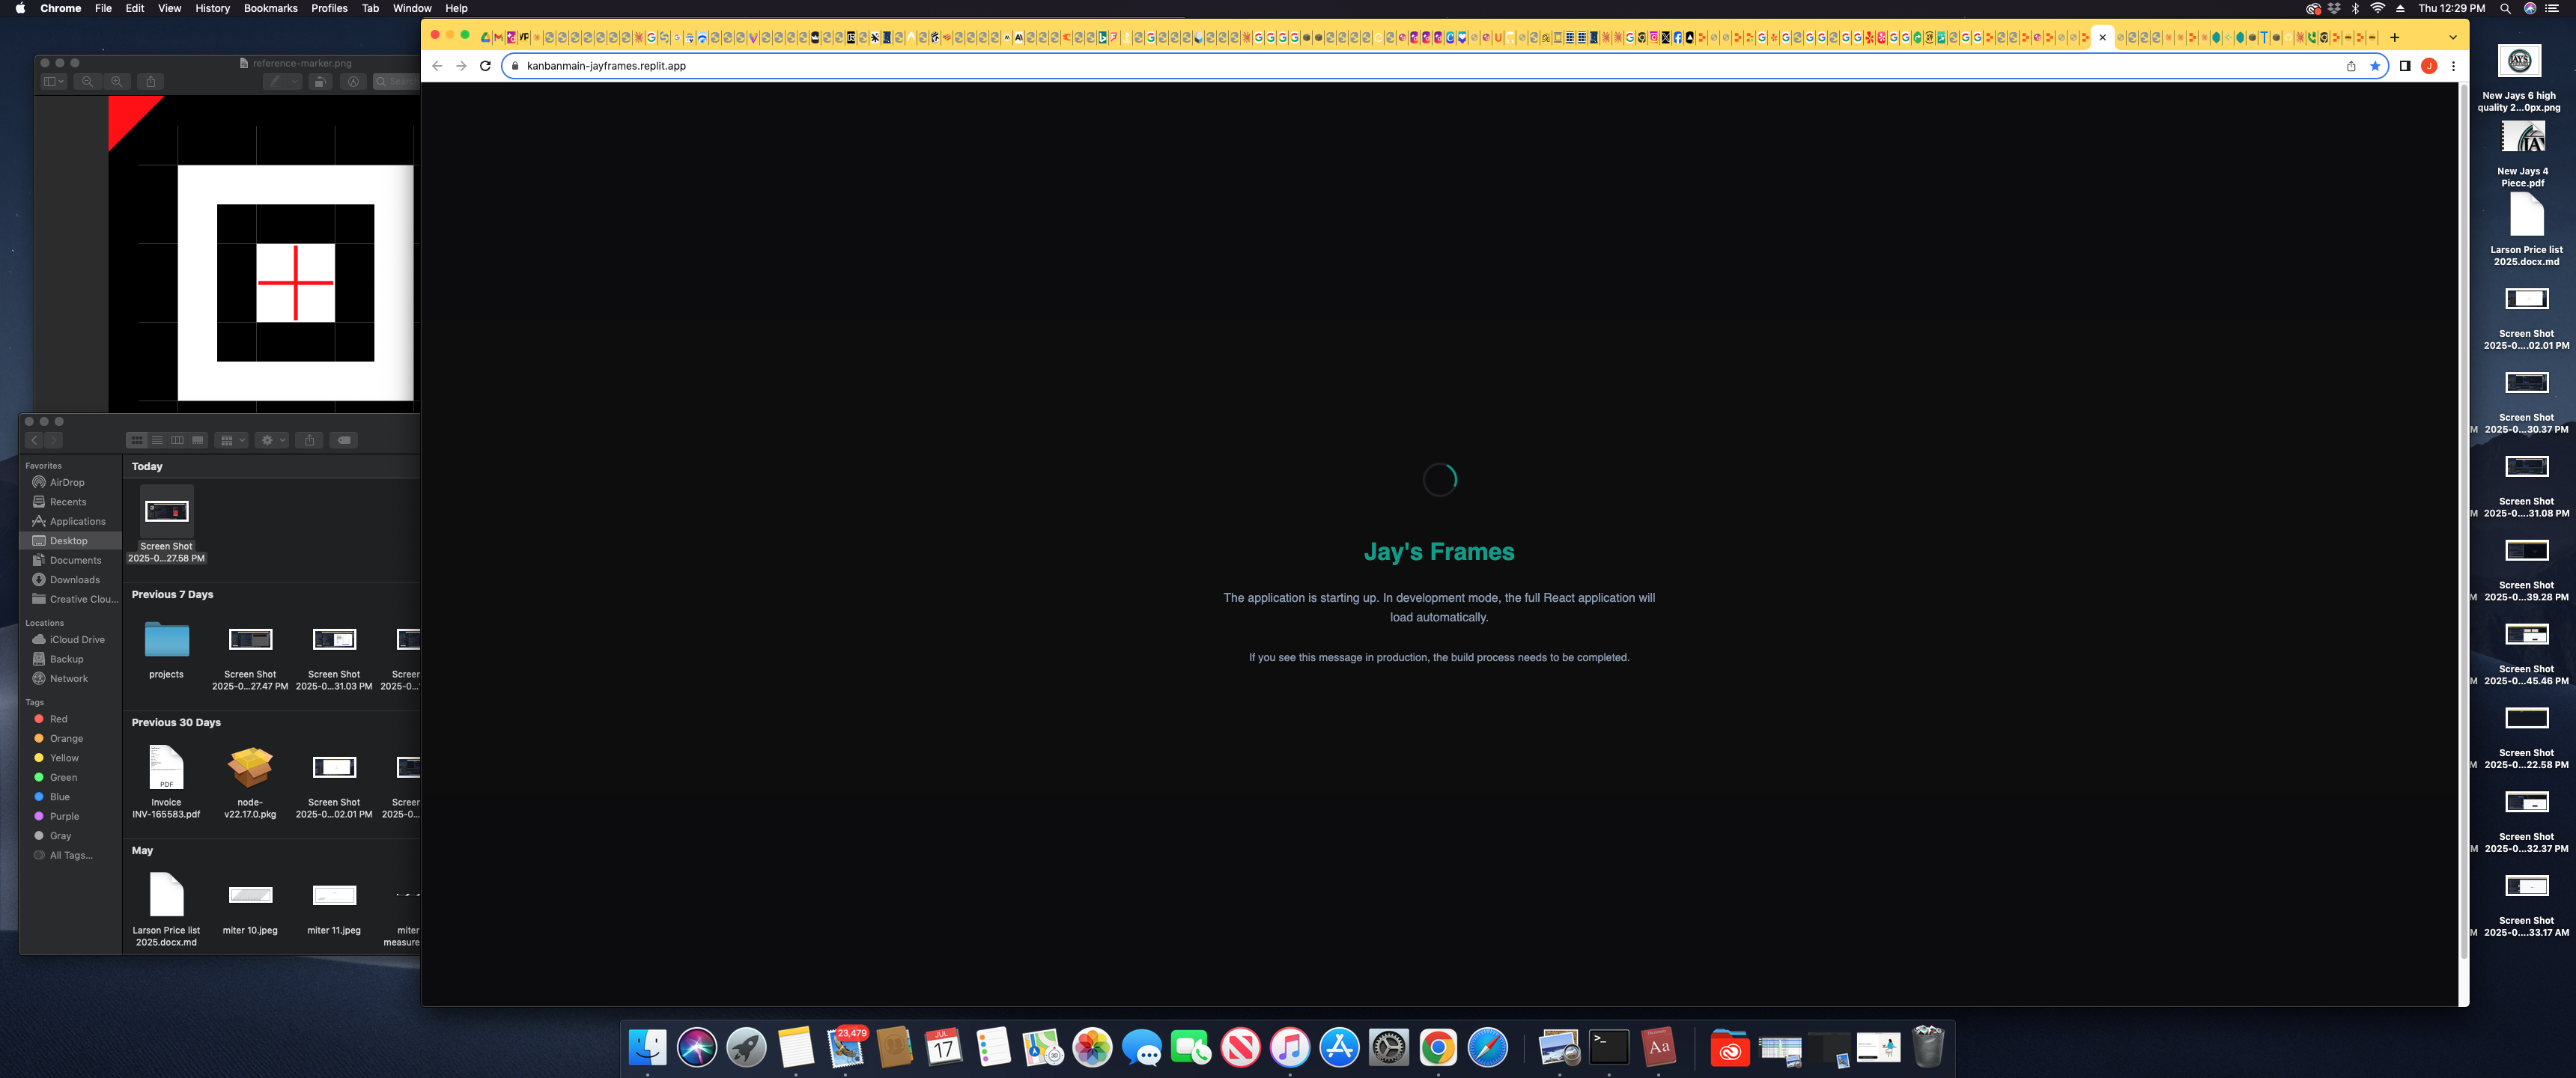 Chrome File Edit View History Bookmarks Profiles Tab Window Help
Thu 12:29 PM
reference-marker.png
Search
kanbanmain-jayframes.replit.app
J
Jay's Frames
The application is starting up. In development mode, the full React application will
load automatically.
If you see this message in production, the build process needs to be completed.
Favorites
AirDrop
Recents
Applications
Desktop
Documents
Downloads
Creative Clou...
Locations
iCloud Drive
Backup
Network
Tags
Red
Orange
Yellow
Green
Blue
Purple
Gray
All Tags...
Today
Screen Shot
2025-0...27.58 PM
Previous 7 Days
projects
Screen Shot
2025-0...27.47 PM
Screen Shot
2025-0...31.03 PM
Screer
2025-0...
Previous 30 Days
PDF
Invoice
INV-165583.pdf
node-
v22.17.0.pkg
Screen Shot
2025-0....02.01 PM
Screer
2025-0...
May
Larson Price list
2025.docx.md
miter 10.jpeg
miter 11.jpeg
miter
measure
New Jays 6 high
quality 2...0px.png
New Jays 4
Piece.pdf
Larson Price list
2025.docx.md
Screen Shot
2025-0....02.01 PM
Screen Shot
M 2025-0...30.37 PM
Screen Shot
M 2025-0....31.08 PM
Screen Shot
M 2025-0...39.28 PM
Screen Shot
M 2025-0...45.46 PM
Screen Shot
M 2025-0...22.58 PM
Screen Shot
M 2025-0...32.37 PM
Screen Shot
M 2025-0....33.17 AM
23,479
JUL
17
3D
Aa